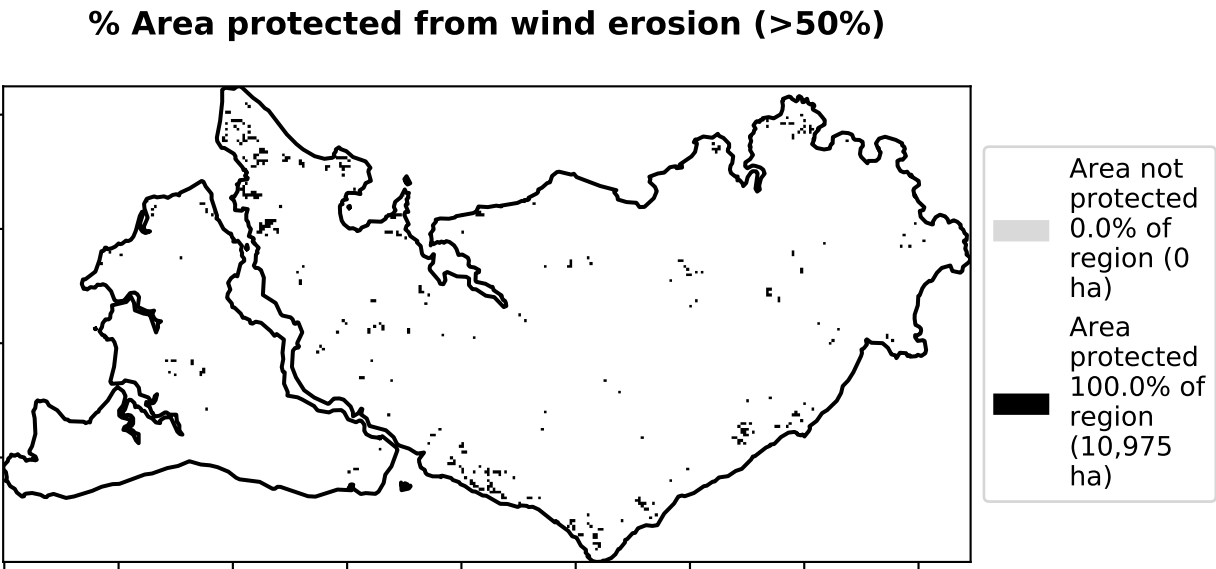 % Area protected from wind erosion (>50%)
Area not
protected
0.0% of
region (0
ha)
Area
protected
100.0% of
region
(10,975
ha)